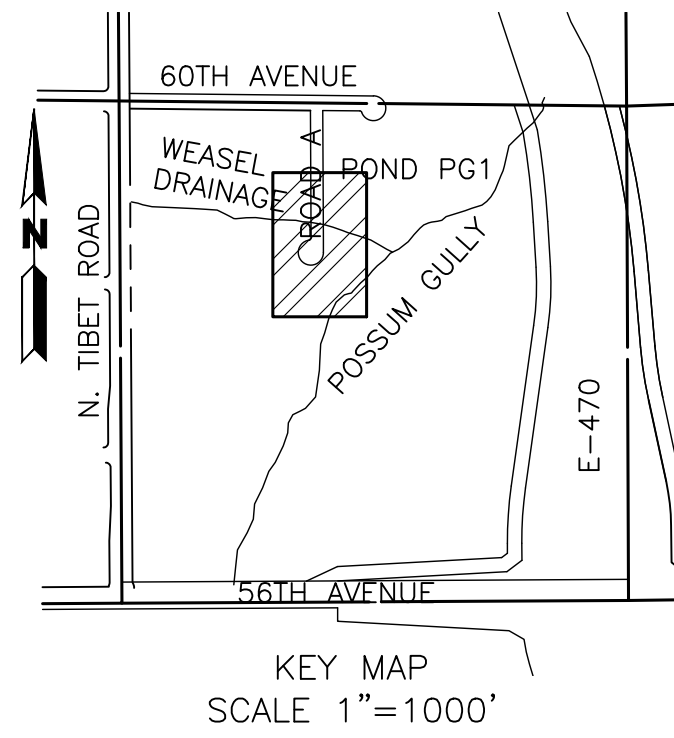 60TH AVENUE
WEASEL
DRAINAGE
ROAD A
POND PG1
N
N. TIBET ROAD
POSSUM GULLY
E-470
56TH AVENUE
KEY MAP
SCALE 1"=1000'